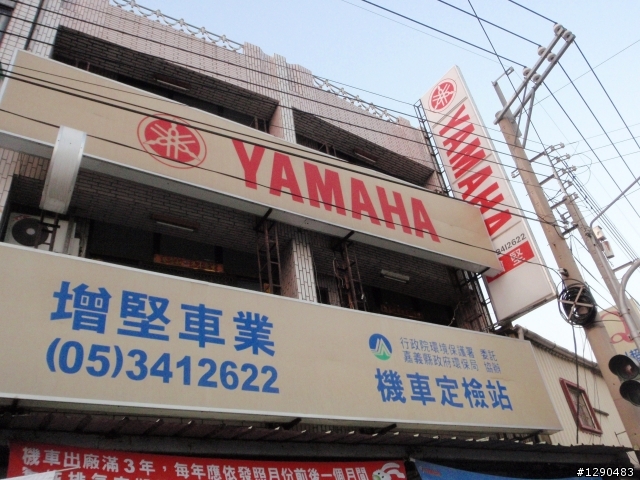 YAMAHA
YAMAHA
3412622
增堅車業
(05)3412622
行政院環境保護署 委託
嘉義縣政府環保局 協辦
機車定檢站
機車出廠滿3年，每年應依發照月份前後一個月間
#1290483